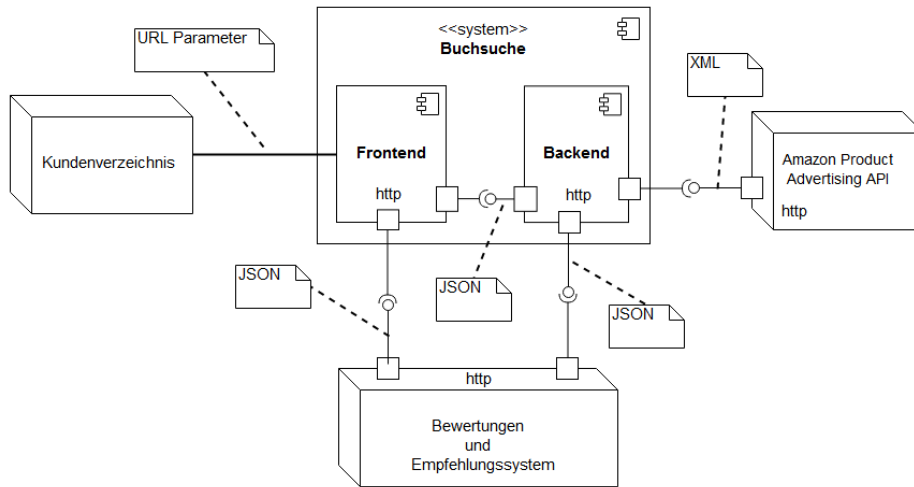 URL Parameter
<<system>>
Buchsuche
XML
Kundenverzeichnis
Frontend
http
Backend
http
Amazon Product
Advertising API
http
JSON
JSON
JSON
http
Bewertungen
und
Empfehlungssystem